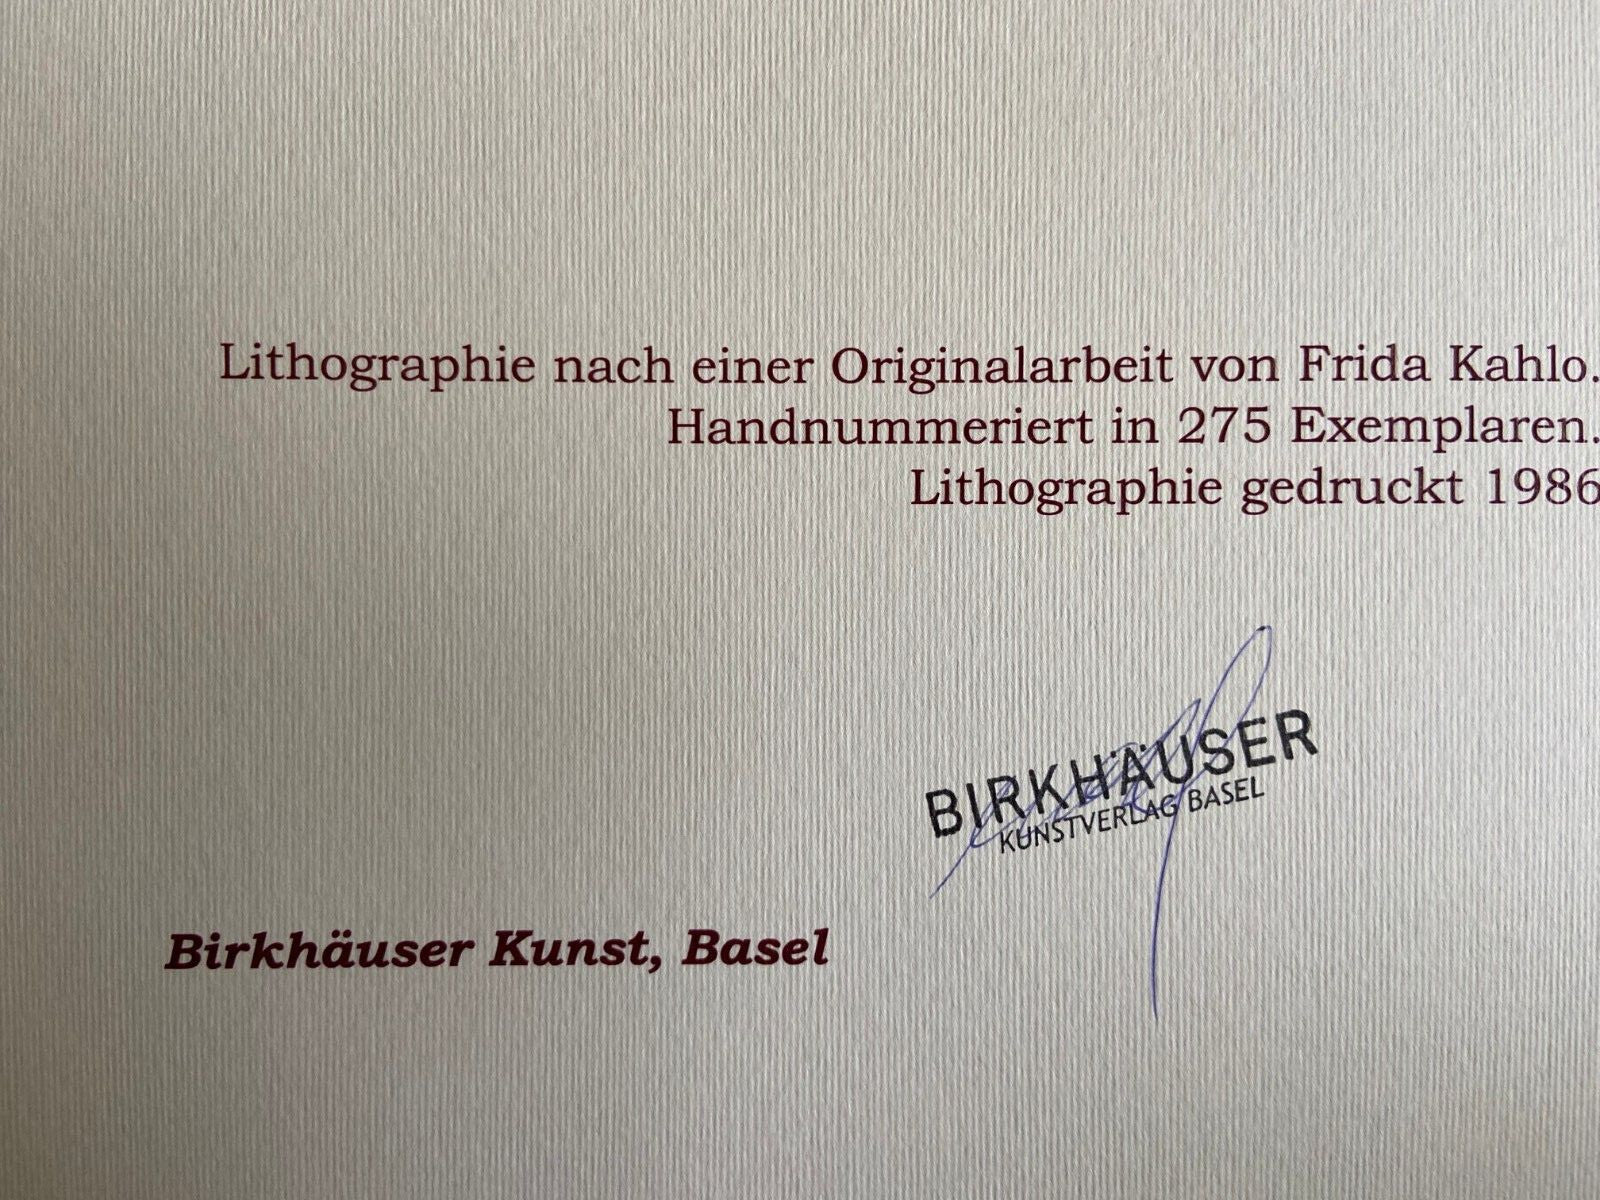 Lithographie nach einer Originalarbeit von Frida Kahlo.
Handnummeriert in 275 Exemplaren.
Lithographie gedruckt 1986
BIRKHÄUSER
KUNSTVERLAG BASEL
Birkhäuser Kunst, Basel